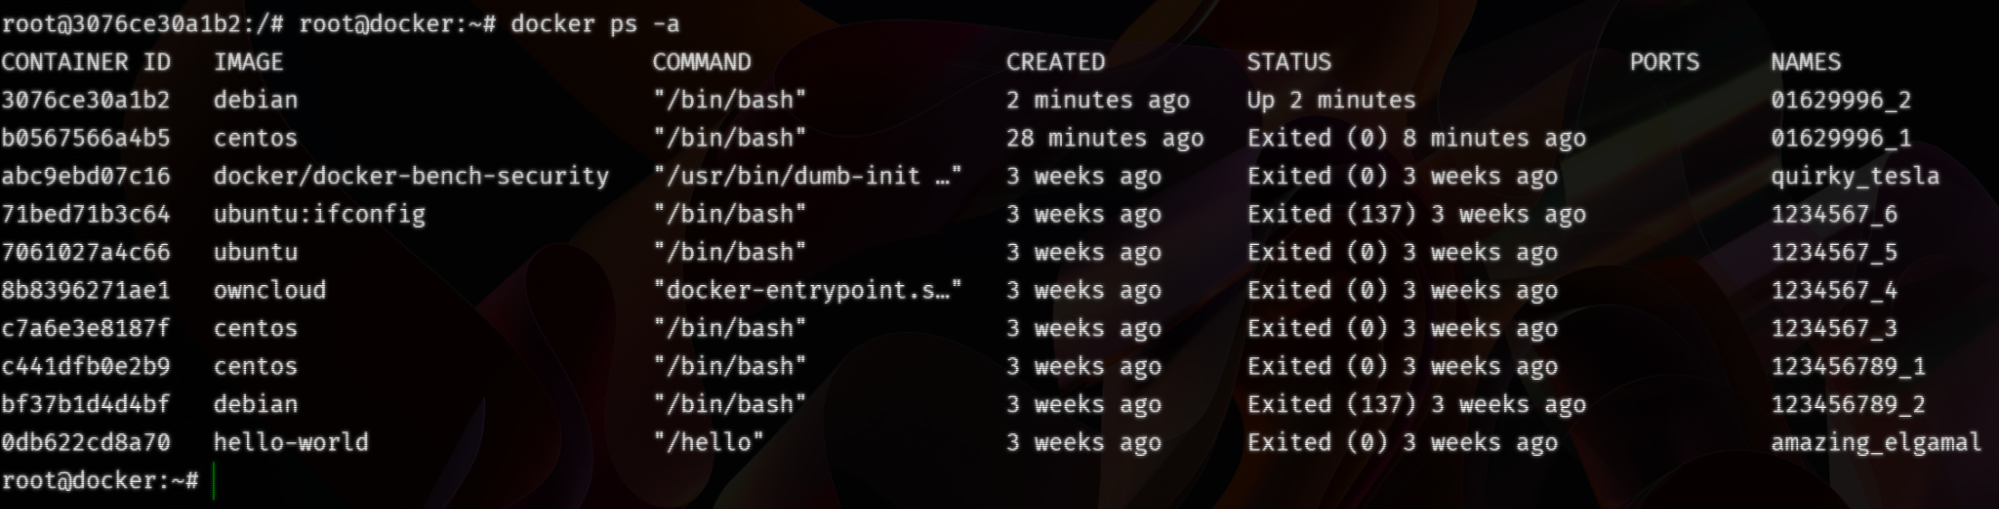 root@3076ce30a1b2:/# root@docker:~# docker ps -a
CONTAINER ID   IMAGE                          COMMAND                  CREATED          STATUS                     PORTS     NAMES
3076ce30a1b2   debian                         "/bin/bash"              2 minutes ago    Up 2 minutes                         01629996_2
b0567566a4b5   centos                         "/bin/bash"              28 minutes ago   Exited (0) 8 minutes ago             01629996_1
abc9ebd07c16   docker/docker-bench-security   "/usr/bin/dumb-init …"   3 weeks ago      Exited (0) 3 weeks ago               quirky_tesla
71bed71b3c64   ubuntu:ifconfig                "/bin/bash"              3 weeks ago      Exited (137) 3 weeks ago             1234567_6
7061027a4c66   ubuntu                         "/bin/bash"              3 weeks ago      Exited (0) 3 weeks ago               1234567_5
8b8396271ae1   owncloud                       "docker-entrypoint.s…"   3 weeks ago      Exited (0) 3 weeks ago               1234567_4
c7a6e3e8187f   centos                         "/bin/bash"              3 weeks ago      Exited (0) 3 weeks ago               1234567_3
c441dfb0e2b9   centos                         "/bin/bash"              3 weeks ago      Exited (0) 3 weeks ago               123456789_1
bf37b1d4d4bf   debian                         "/bin/bash"              3 weeks ago      Exited (137) 3 weeks ago             123456789_2
0db622cd8a70   hello-world                    "/hello"                 3 weeks ago      Exited (0) 3 weeks ago               amazing_elgamal
root@docker:~#